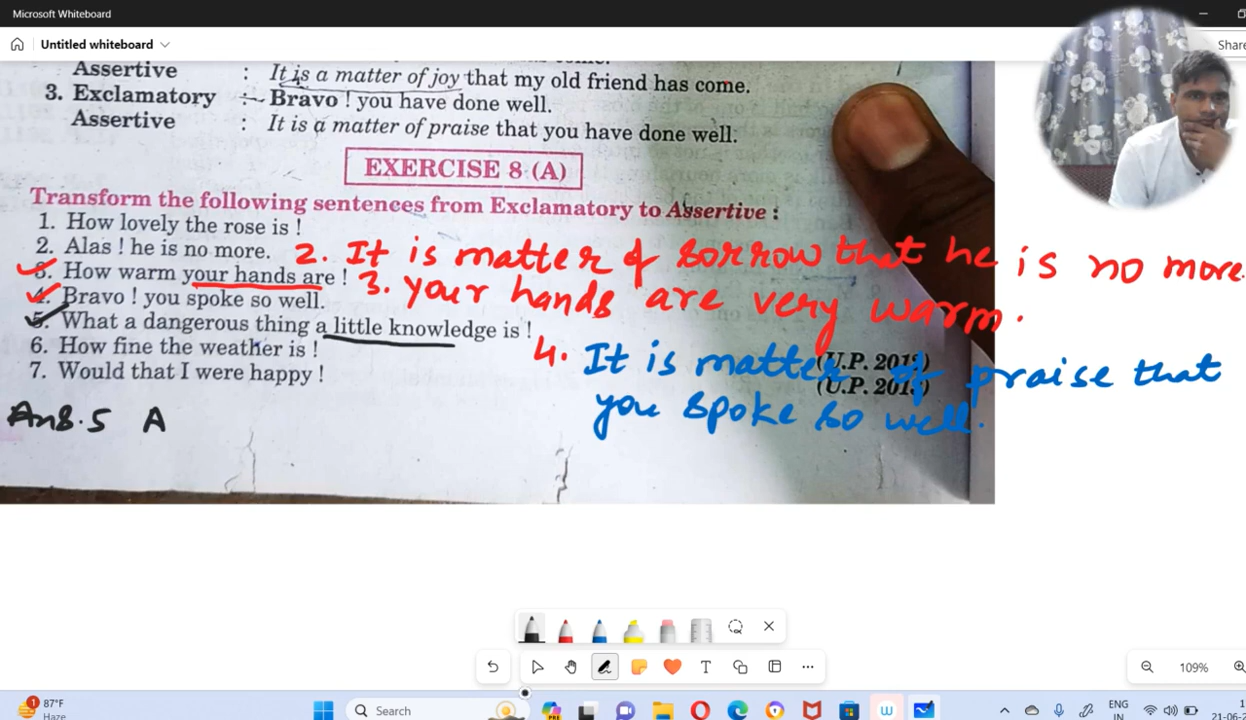 Microsoft Whiteboard
Untitled whiteboard
Share
Assertive : It is a matter of joy that my old friend has come.
3. Exclamatory :- Bravo ! you have done well.
Assertive : It is a matter of praise that you have done well.
EXERCISE 8 (A)
Transform the following sentences from Exclamatory to Assertive :
1. How lovely the rose is !
2. Alas ! he is no more.
2. It is matter of sorrow that he is no more.
3. How warm your hands are !
3. your hands are very warm.
4. Bravo ! you spoke so well.
5. What a dangerous thing a little knowledge is !
4. It is matter of praise that
you spoke so well.
6. How fine the weather is !
(U.P. 2019)
7. Would that I were happy !
(U.P. 2018)
Ans.5 A
109%
1
87°F
Haze
Search
ENG
IN
21-06-2